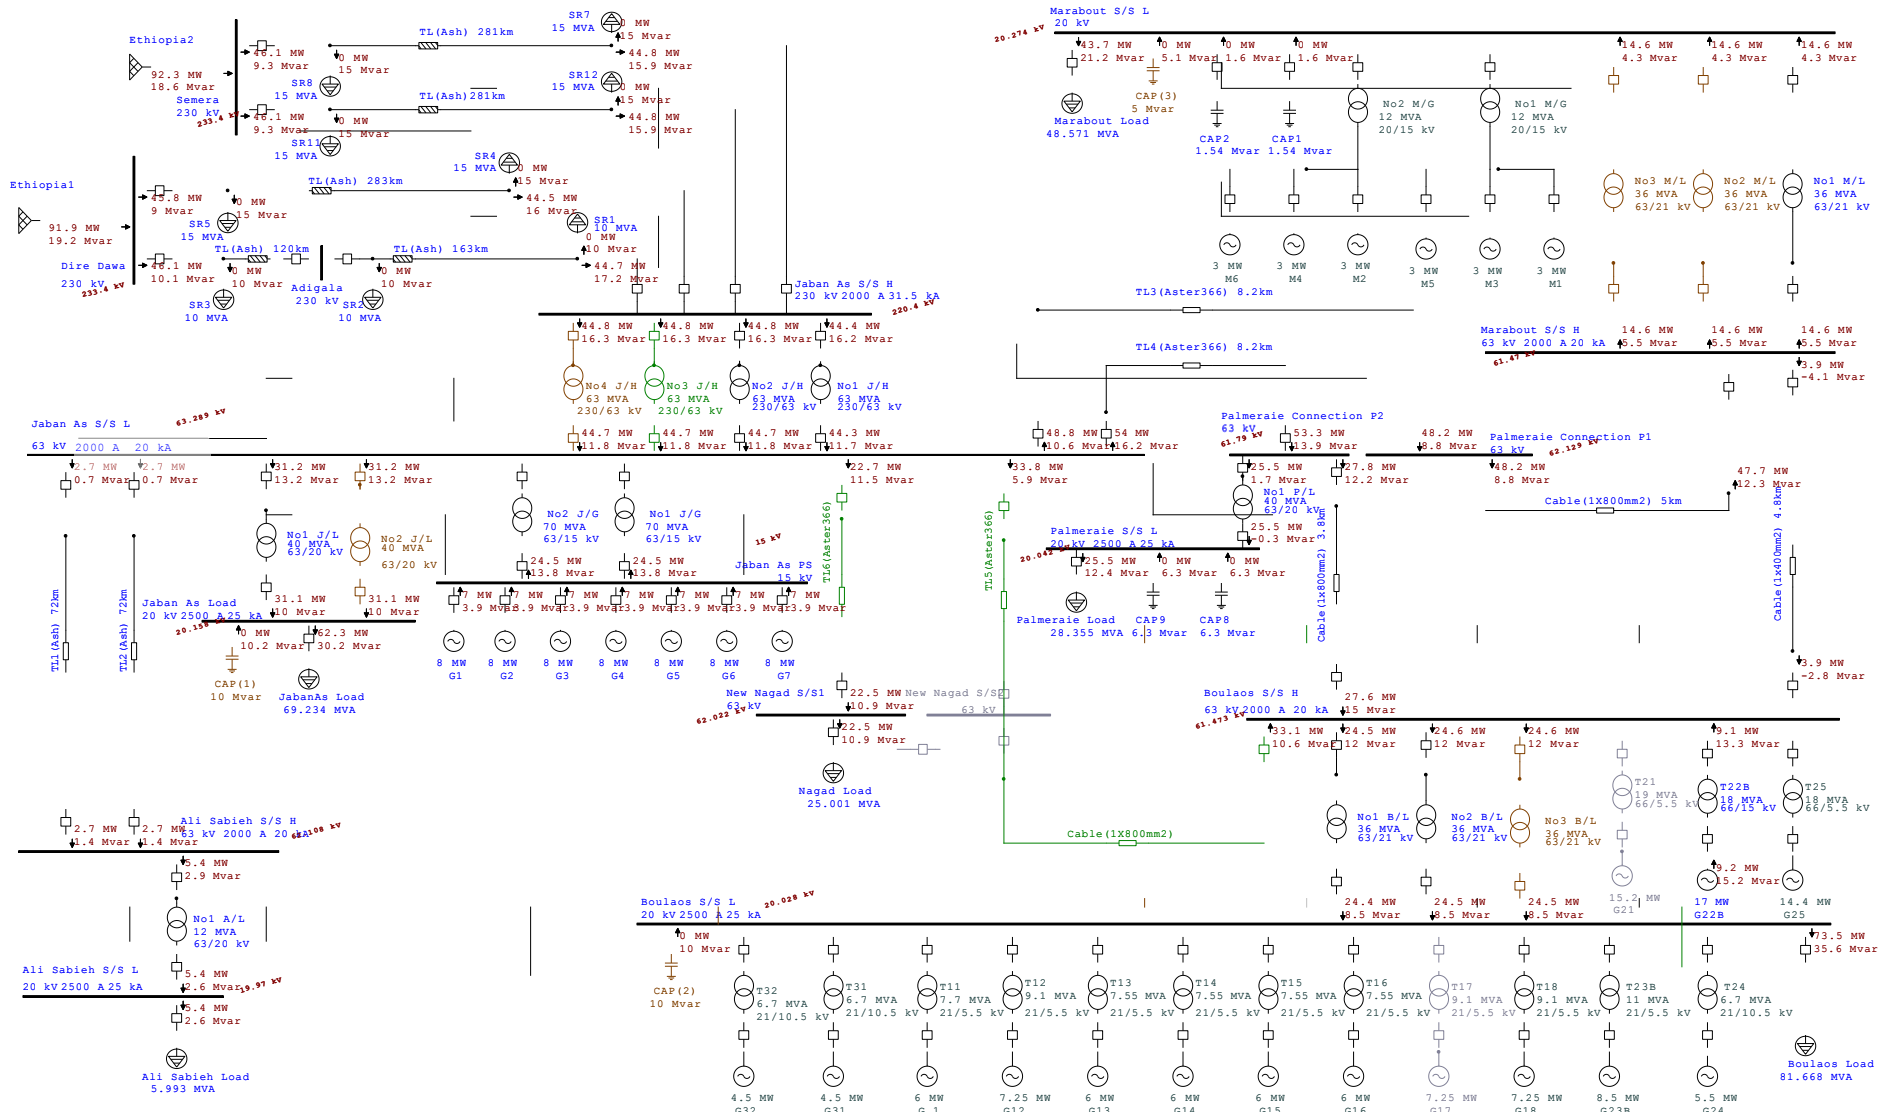 Ethiopia2
92.3 MW
18.6 Mvar
Semera
230 kV
233.4 kV
46.1 MW
9.3 Mvar
0 MW
15 Mvar
SR8
15 MVA
TL(Ash) 281km
SR7
15 MVA
0 MW
15 Mvar
44.8 MW
15.9 Mvar
46.1 MW
9.3 Mvar
0 MW
15 Mvar
SR11
15 MVA
TL(Ash)281km
SR12
15 MVA
0 MW
15 Mvar
44.8 MW
15.9 Mvar
Ethiopia1
91.9 MW
19.2 Mvar
Dire Dawa
230 kV
233.4 kV
45.8 MW
9 Mvar
0 MW
15 Mvar
SR5
15 MVA
TL(Ash) 283km
SR4
15 MVA
0 MW
15 Mvar
44.5 MW
16 Mvar
46.1 MW
10.1 Mvar
TL(Ash) 120km
0 MW
10 Mvar
SR3
10 MVA
Adigala
230 kV
TL(Ash) 163km
0 MW
10 Mvar
SR2
10 MVA
SR1
10 MVA
0 MW
10 Mvar
44.7 MW
17.2 Mvar
Jaban As S/S H
230 kV 2000 A 31.5 kA
220.4 kV
44.8 MW
16.3 Mvar
44.8 MW
16.3 Mvar
44.8 MW
16.3 Mvar
44.4 MW
16.2 Mvar
No4 J/H
63 MVA
230/63 kV
No3 J/H
63 MVA
230/63 kV
No2 J/H
63 MVA
230/63 kV
No1 J/H
63 MVA
230/63 kV
44.7 MW
11.8 Mvar
44.7 MW
11.8 Mvar
44.7 MW
11.8 Mvar
44.3 MW
11.7 Mvar
Marabout S/S L
20 kV
20.274 kV
43.7 MW
21.2 Mvar
0 MW
5.1 Mvar
0 MW
1.6 Mvar
0 MW
1.6 Mvar
14.6 MW
4.3 Mvar
14.6 MW
4.3 Mvar
14.6 MW
4.3 Mvar
Marabout Load
48.571 MVA
CAP(3)
5 Mvar
CAP2
1.54 Mvar
CAP1
1.54 Mvar
No2 M/G
12 MVA
20/15 kV
No1 M/G
12 MVA
20/15 kV
No3 M/L
36 MVA
63/21 kV
No2 M/L
36 MVA
63/21 kV
No1 M/L
36 MVA
63/21 kV
3 MW
M6
3 MW
M4
3 MW
M2
3 MW
M5
3 MW
M3
3 MW
M1
TL3(Aster366) 8.2km
TL4(Aster366) 8.2km
Marabout S/S H
63 kV 2000 A 20 kA
61.47 kV
14.6 MW
5.5 Mvar
14.6 MW
5.5 Mvar
14.6 MW
5.5 Mvar
3.9 MW
-4.1 Mvar
Jaban As S/S L
63 kV 2000 A 20 kA
63.289 kV
2.7 MW
0.7 Mvar
2.7 MW
0.7 Mvar
31.2 MW
13.2 Mvar
31.2 MW
13.2 Mvar
22.7 MW
11.5 Mvar
33.8 MW
5.9 Mvar
48.8 MW
10.6 Mvar
54 MW
16.2 Mvar
Palmeraie Connection P2
63 kV
61.79 kV
53.3 MW
13.9 Mvar
48.2 MW
8.8 Mvar
Palmeraie Connection P1
63 kV
62.129 kV
25.5 MW
1.7 Mvar
27.8 MW
12.2 Mvar
48.2 MW
8.8 Mvar
47.7 MW
12.3 Mvar
No1 P/L
40 MVA
63/20 kV
25.5 MW
-0.3 Mvar
Cable(1X800mm2) 5km
Cable(1x800mm2) 3.8km
Cable(1x400mm2) 4.8km
No1 J/L
40 MVA
63/20 kV
No2 J/L
40 MVA
63/20 kV
No2 J/G
70 MVA
63/15 kV
No1 J/G
70 MVA
63/15 kV
24.5 MW
13.8 Mvar
24.5 MW
13.8 Mvar
Jaban As PS
15 kV
15 kV
TL6(Aster366)
TL5(Aster366)
Palmeraie S/S L
20 kV 2500 A 25 kA
20.042 kV
25.5 MW
12.4 Mvar
0 MW
6.3 Mvar
0 MW
6.3 Mvar
Palmeraie Load
28.355 MVA
CAP9
6.3 Mvar
CAP8
6.3 Mvar
TL1(Ash) 72km
TL2(Ash) 72km
31.1 MW
10 Mvar
31.1 MW
10 Mvar
Jaban As Load
20 kV 2500 A 25 kA
20.158 kV
0 MW
10.2 Mvar
62.3 MW
30.2 Mvar
CAP(1)
10 Mvar
JabanAs Load
69.234 MVA
7 MW
3.9 Mvar
7 MW
3.9 Mvar
7 MW
3.9 Mvar
7 MW
3.9 Mvar
7 MW
3.9 Mvar
7 MW
3.9 Mvar
7 MW
3.9 Mvar
8 MW
G1
8 MW
G2
8 MW
G3
8 MW
G4
8 MW
G5
8 MW
G6
8 MW
G7
New Nagad S/S1
63 kV
62.022 kV
22.5 MW
10.9 Mvar
22.5 MW
10.9 Mvar
Nagad Load
25.001 MVA
New Nagad S/S2
63 kV
Cable(1X800mm2)
3.9 MW
-2.8 Mvar
Boulaos S/S H
63 kV 2000 A 20 kA
61.473 kV
27.6 MW
15 Mvar
33.1 MW
10.6 Mvar
24.5 MW
12 Mvar
24.6 MW
12 Mvar
24.6 MW
12 Mvar
9.1 MW
13.3 Mvar
No1 B/L
36 MVA
63/21 kV
No2 B/L
36 MVA
63/21 kV
No3 B/L
36 MVA
63/21 kV
T21
19 MVA
66/5.5 kV
T22B
18 MVA
66/15 kV
T25
18 MVA
66/5.5 kV
15.2 MW
G21
9.2 MW
15.2 Mvar
17 MW
G22B
14.4 MW
G25
2.7 MW
1.4 Mvar
2.7 MW
1.4 Mvar
Ali Sabieh S/S H
63 kV 2000 A 20 kA
5.4 MW
2.9 Mvar
No1 A/L
12 MVA
63/20 kV
5.4 MW
2.6 Mvar
Ali Sabieh S/S L
20 kV 2500 A 25 kA
19.97 kV
5.4 MW
2.6 Mvar
Ali Sabieh Load
5.993 MVA
24.4 MW
8.5 Mvar
24.5 MW
8.5 Mvar
24.5 MW
8.5 Mvar
Boulaos S/S L
20 kV 2500 A 25 kA
20.028 kV
0 MW
10 Mvar
CAP(2)
10 Mvar
73.5 MW
35.6 Mvar
Boulaos Load
81.668 MVA
T32
6.7 MVA
21/10.5 kV
T31
6.7 MVA
21/10.5 kV
T11
7.7 MVA
21/5.5 kV
T12
9.1 MVA
21/5.5 kV
T13
7.55 MVA
21/5.5 kV
T14
7.55 MVA
21/5.5 kV
T15
7.55 MVA
21/5.5 kV
T16
7.55 MVA
21/5.5 kV
T17
9.1 MVA
21/5.5 kV
T18
9.1 MVA
21/5.5 kV
T23B
11 MVA
21/5.5 kV
T24
6.7 MVA
21/10.5 kV
4.5 MW
G32
4.5 MW
G31
6 MW
G 1
7.25 MW
G12
6 MW
G13
6 MW
G14
6 MW
G15
6 MW
G16
7.25 MW
G17
7.25 MW
G18
8.5 MW
G23B
5.5 MW
G24